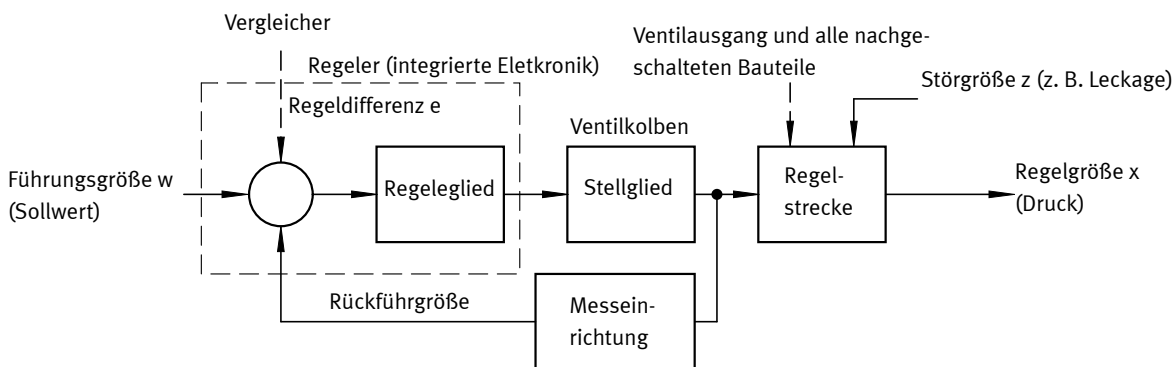 Vergleicher
Regeler (integrierte Eletkronik)
Regeldifferenz e
Ventilausgang und alle nachge-
schalteten Bauteile
Störgröße z (z. B. Leckage)
Ventilkolben
Führungsgröße w
(Sollwert)
Regeleglied
Stellglied
Regel-
strecke
Regelgröße x
(Druck)
Rückführgröße
Messein-
richtung